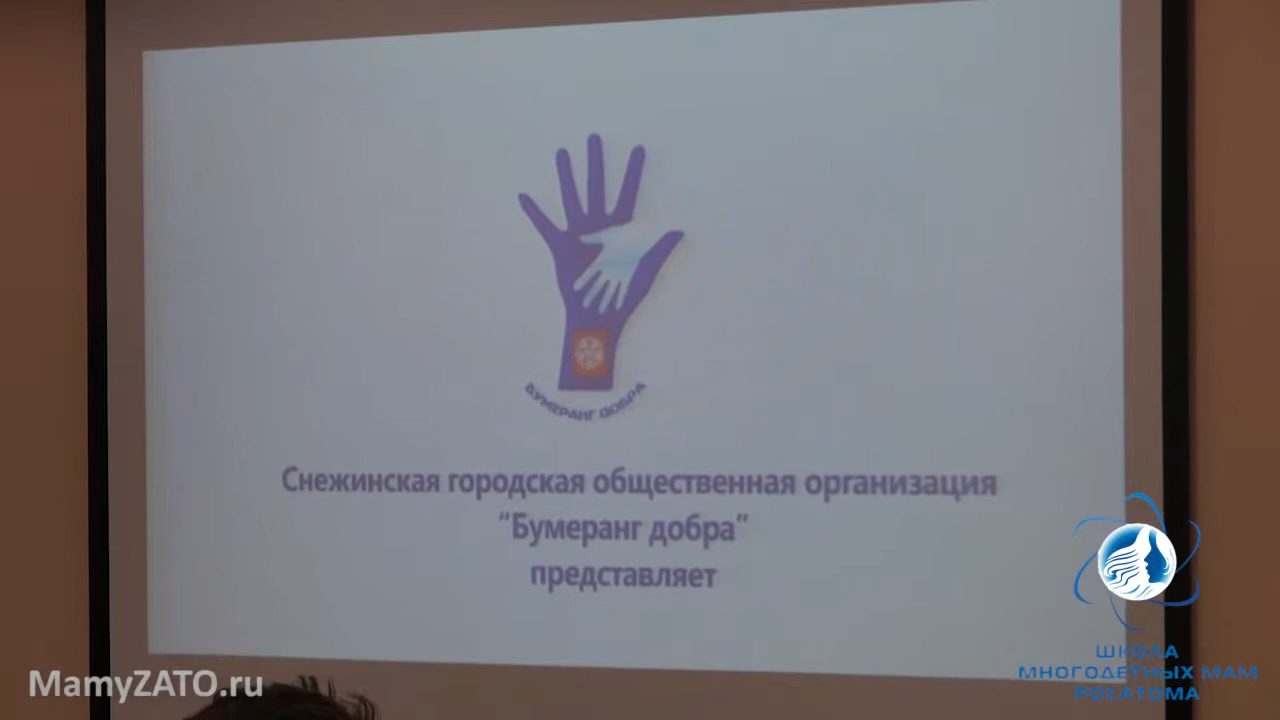 БУМЕРАНГ ДОБРА
Снежинская городская общественная организация
“Бумеранг добра”
представляет
MamyZATO.ru
ШКОЛА
МНОГОДЕТНЫХ МАМ
РОСАТОМА